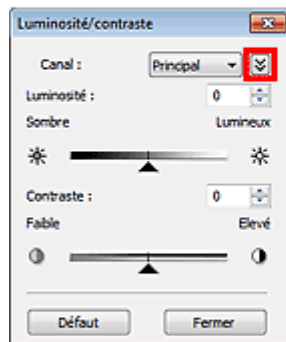 Luminosité/contraste
Canal : Principal
Luminosité : 0
Sombre Lumineux
Contraste : 0
Faible Elevé
Défaut Fermer